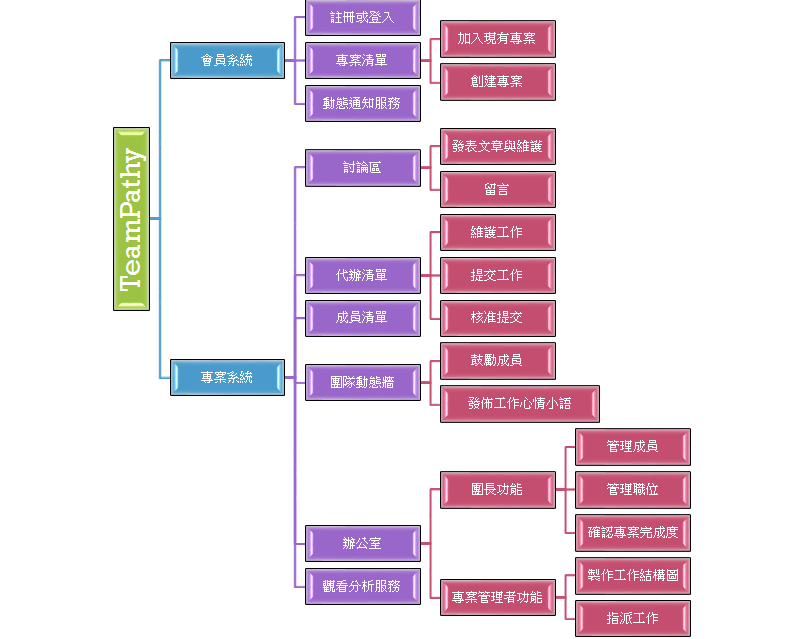 TeamPathy
會員系統
註冊或登入
專案清單
加入現有專案
創建專案
動態通知服務
專案系統
討論區
發表文章與維護
留言
代辦清單
維護工作
提交工作
核准提交
成員清單
團隊動態牆
鼓勵成員
發佈工作心情小語
辦公室
團長功能
管理成員
管理職位
確認專案完成度
專案管理者功能
製作工作結構圖
指派工作
觀看分析服務